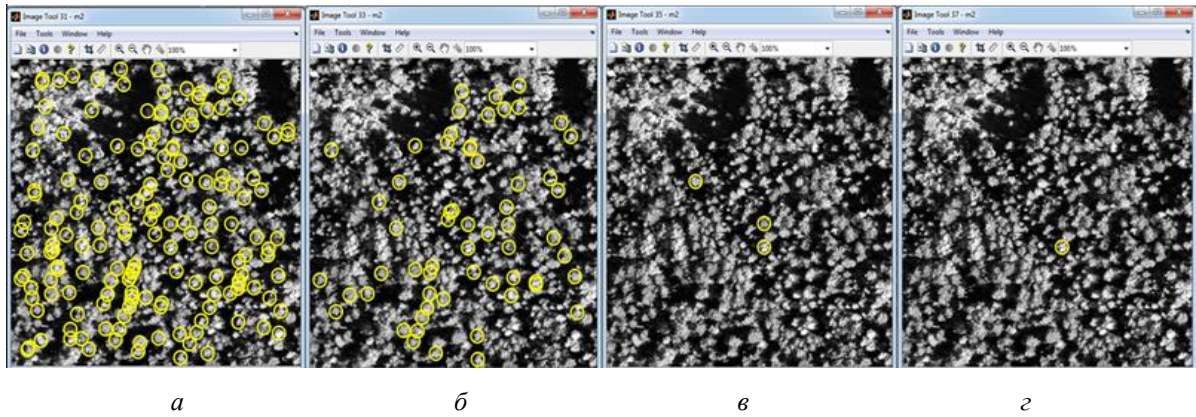 Image Tool 31 - m2
File Tools Window Help
100%
Image Tool 33 - m2
File Tools Window Help
100%
Image Tool 35 - m2
File Tools Window Help
100%
Image Tool 37 - m2
File Tools Window Help
100%
а б в г